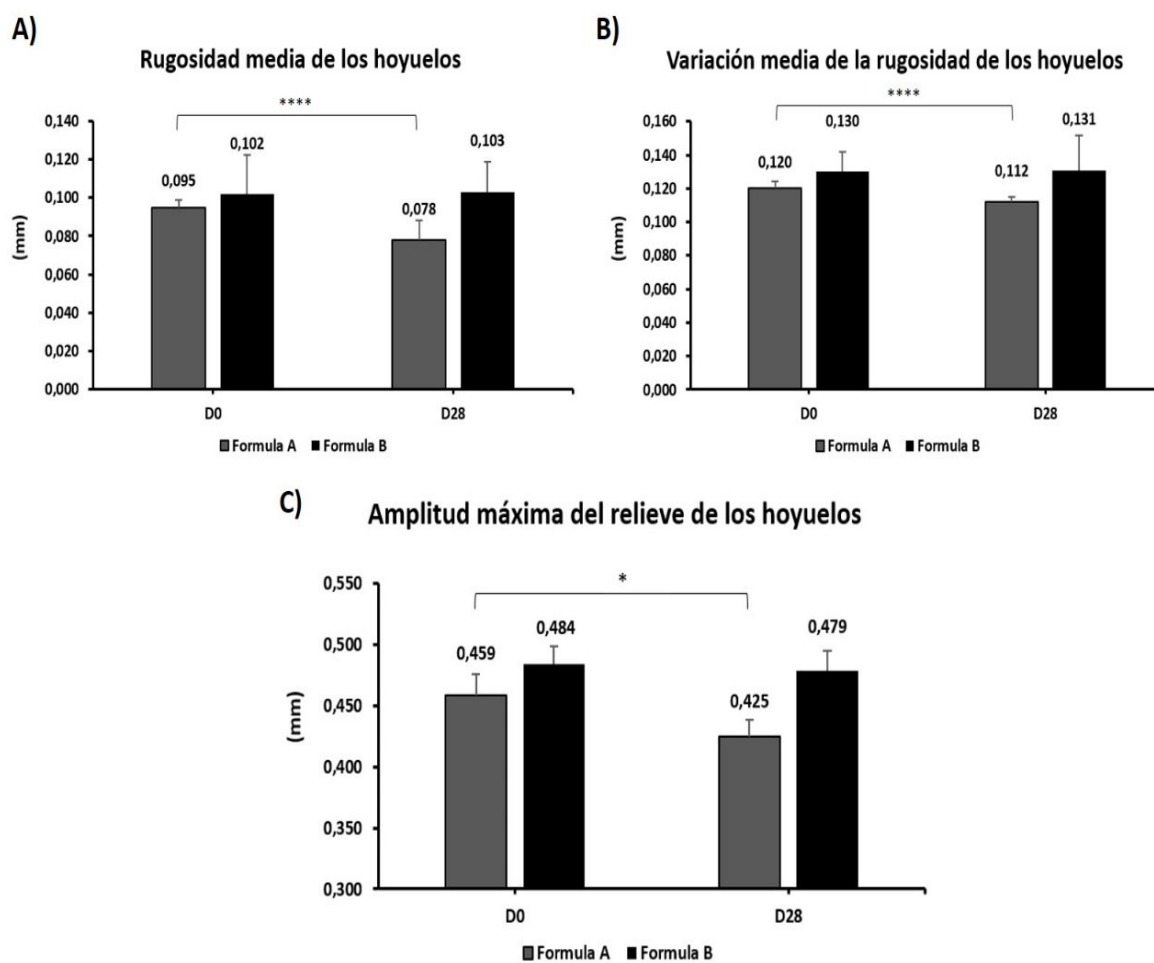 A)
Rugosidad media de los hoyuelos
****
0,140
0,120
0,100
0,080
0,060
0,040
0,020
0,000
(mm)
0,095
0,102
0,078
0,103
D0
D28
Formula A
Formula B
B)
Variación media de la rugosidad de los hoyuelos
****
0,160
0,140
0,120
0,100
0,080
0,060
0,040
0,020
0,000
(mm)
0,120
0,130
0,112
0,131
D0
D28
Formula A
Formula B
C)
Amplitud máxima del relieve de los hoyuelos
*
0,550
0,500
0,450
0,400
0,350
0,300
(mm)
0,459
0,484
0,425
0,479
D0
D28
Formula A
Formula B